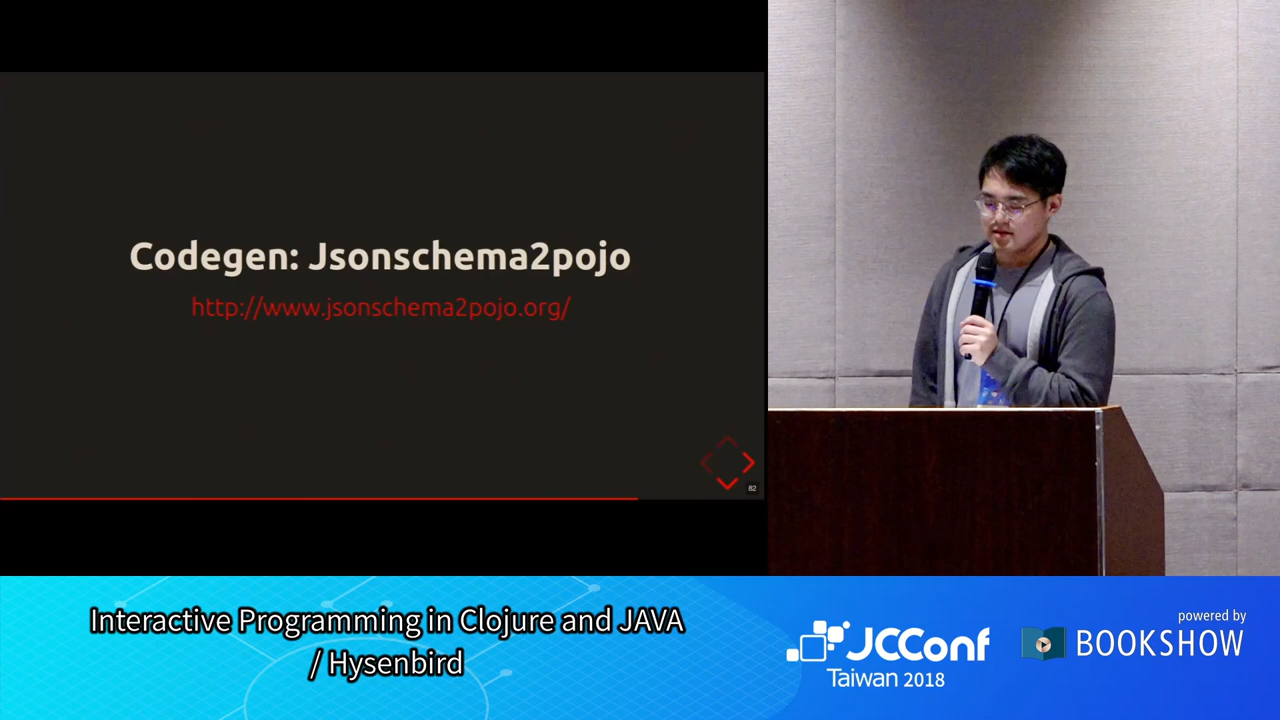 Codegen: Jsonschema2pojo
http://www.jsonschema2pojo.org/
82
Interactive Programming in Clojure and JAVA
/ Hysenbird
JCConf
Taiwan 2018
powered by
BOOKSHOW